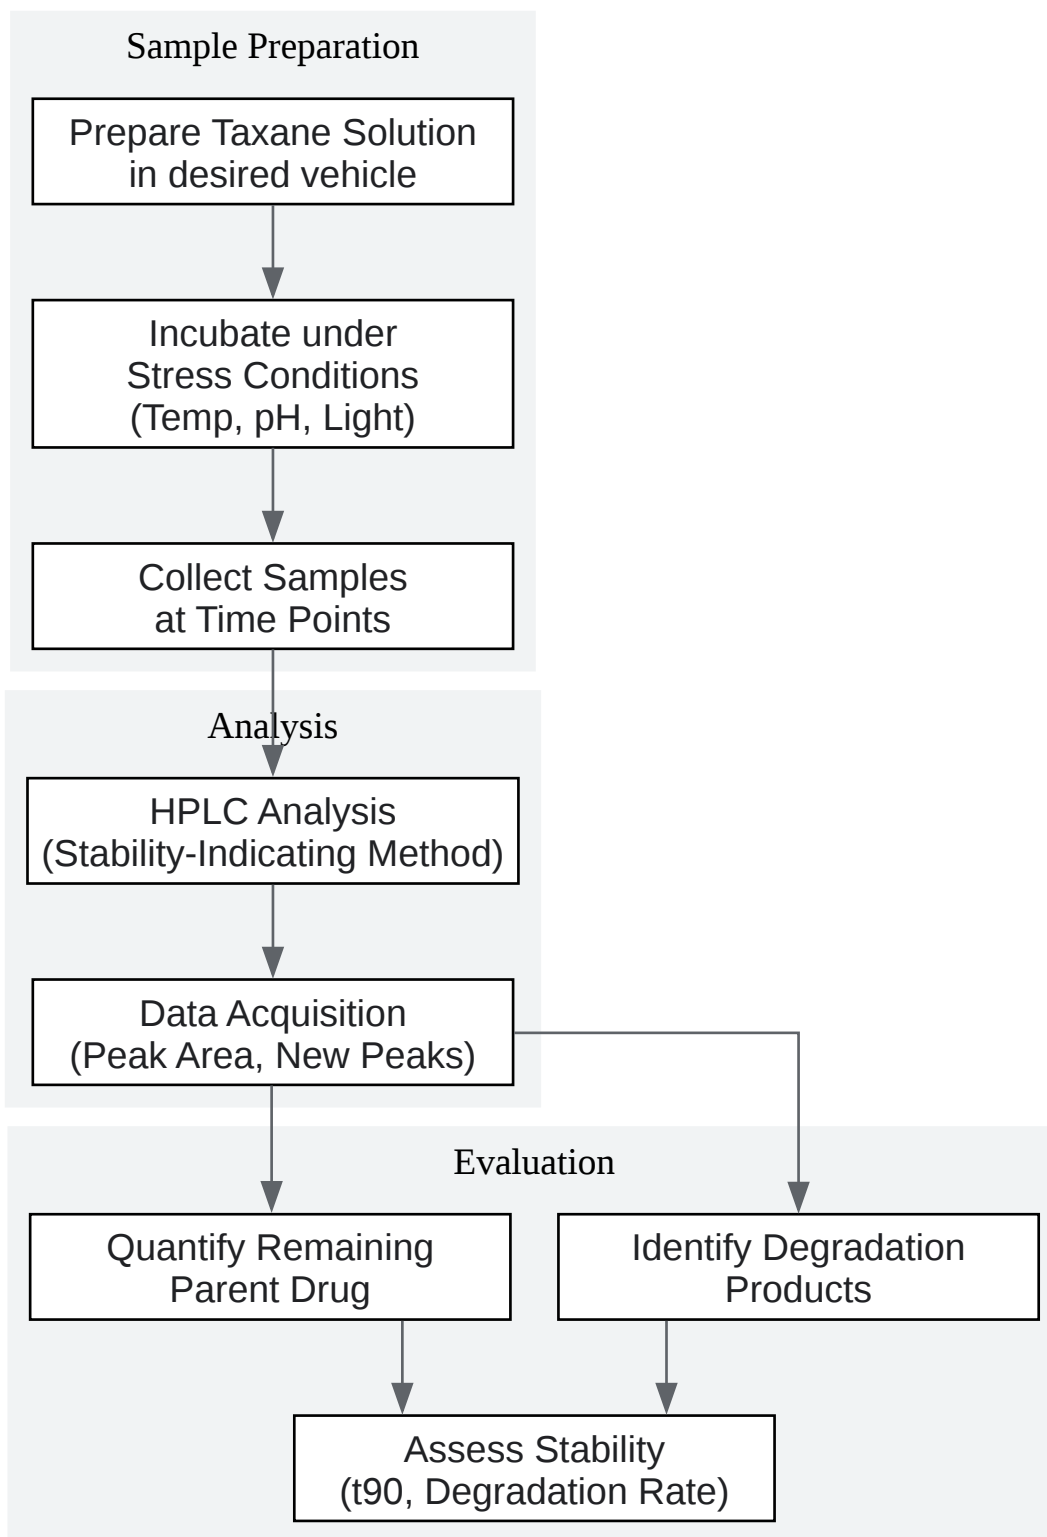 Sample Preparation
Prepare Taxane Solution
in desired vehicle
Incubate under
Stress Conditions
(Temp, pH, Light)
Collect Samples
at Time Points
Analysis
HPLC Analysis
(Stability-Indicating Method)
Data Acquisition
(Peak Area, New Peaks)
Evaluation
Quantify Remaining
Parent Drug
Identify Degradation
Products
Assess Stability
(t90, Degradation Rate)